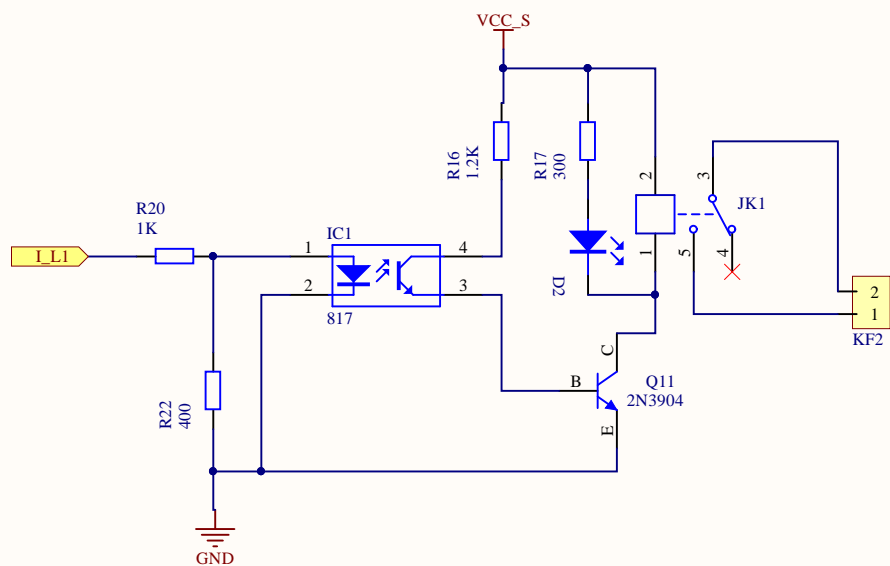 VCC_S
R16
1.2K
R17
300
2
3
JK1
R20
1K
I_L1
IC1
1
4
2
3
817
D2
1
5
4
2
1
KF2
C
B
Q11
2N3904
E
R22
400
GND